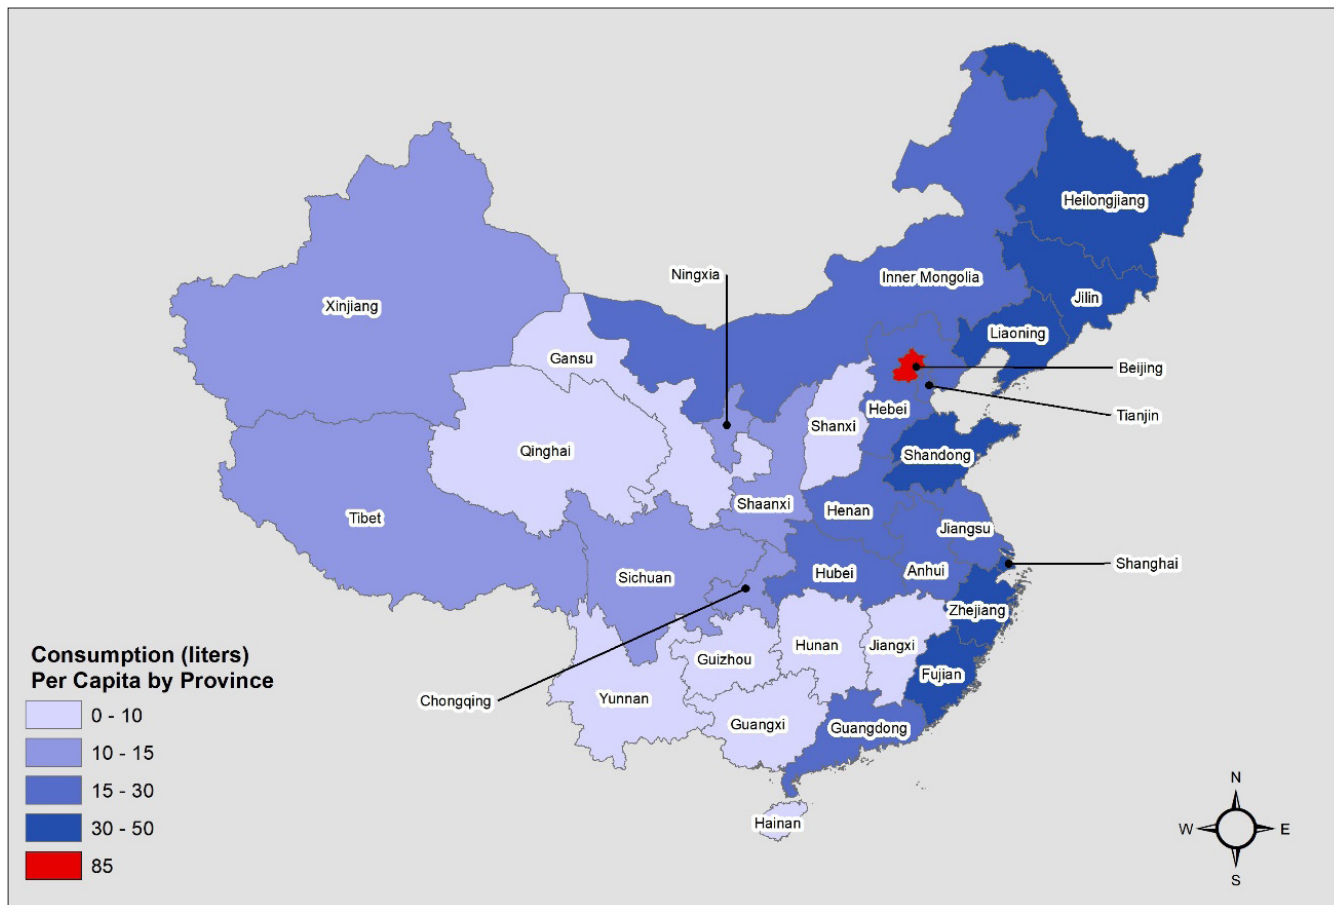 Heilongjiang
Ningxia
Inner Mongolia
Xinjiang
Jilin
Liaoning
Gansu
Beijing
Hebei
Tianjin
Shanxi
Qinghai
Shandong
Shaanxi
Henan
Tibet
Jiangsu
Shanghai
Sichuan
Hubei
Anhui
Zhejiang
Hunan
Jiangxi
Guizhou
Fujian
Chongqing
Yunnan
Guangxi
Guangdong
Hainan
Consumption (liters)
Per Capita by Province
0 - 10
10 - 15
15 - 30
30 - 50
85
N
W E
S